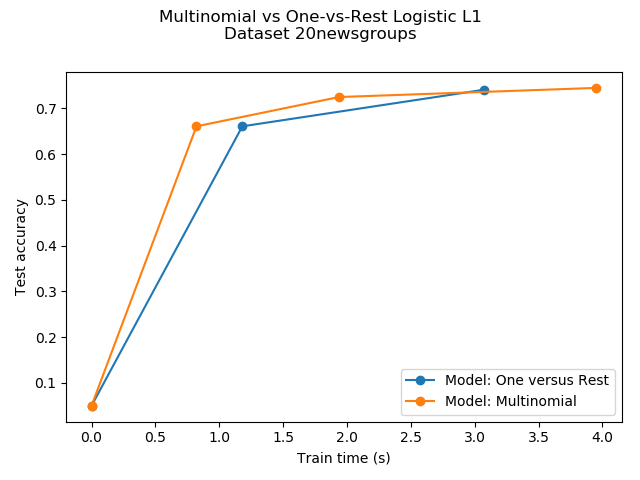 Multinomial vs One-vs-Rest Logistic L1
Dataset 20newsgroups
0.7
0.6
0.5
0.4
0.3
0.2
0.1
Test accuracy
Model: One versus Rest
Model: Multinomial
0.0 0.5 1.0 1.5 2.0 2.5 3.0 3.5 4.0
Train time (s)